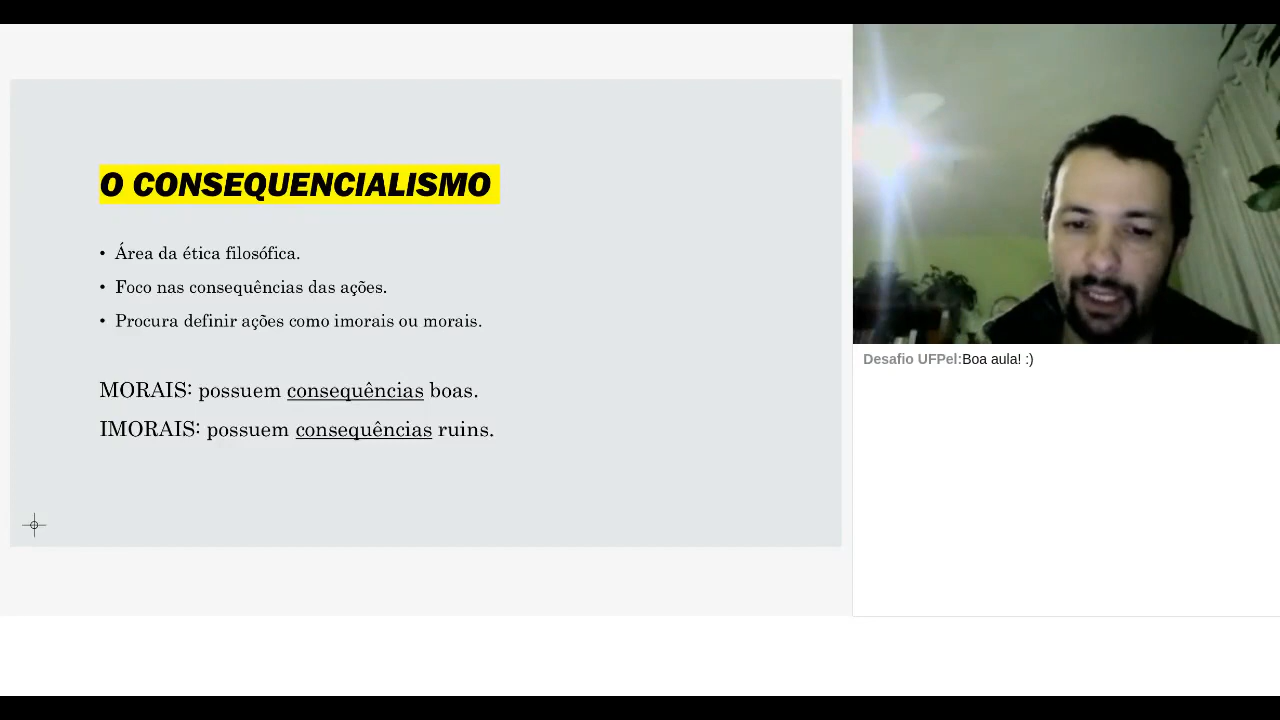 O CONSEQUENCIALISMO
• Área da ética filosófica.
• Foco nas consequências das ações.
• Procura definir ações como imorais ou morais.
MORAIS: possuem consequências boas.
IMORAIS: possuem consequências ruins.
Desafio UFPel:Boa aula! :)